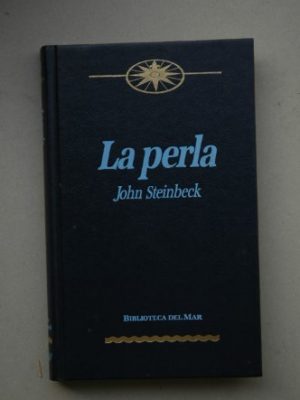 La perla
John Steinbeck
BIBLIOTECA DEL MAR